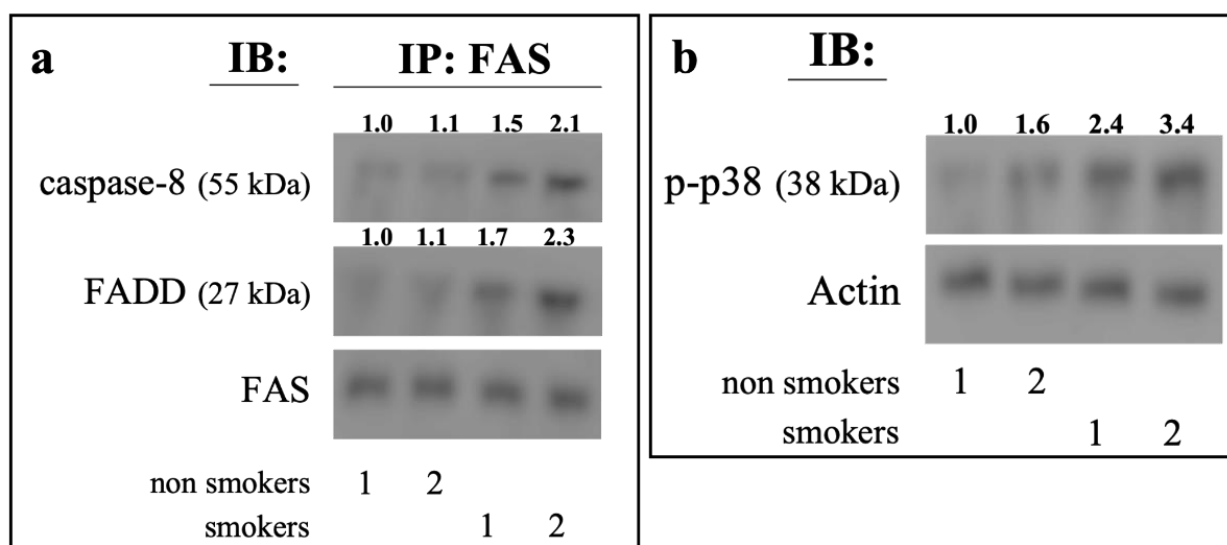 a IB: IP: FAS
1.0 1.1 1.5 2.1
caspase-8 (55 kDa)
1.0 1.1 1.7 2.3
FADD (27 kDa)
FAS
non smokers 1 2
smokers 1 2
b IB:
1.0 1.6 2.4 3.4
p-p38 (38 kDa)
Actin
non smokers 1 2
smokers 1 2